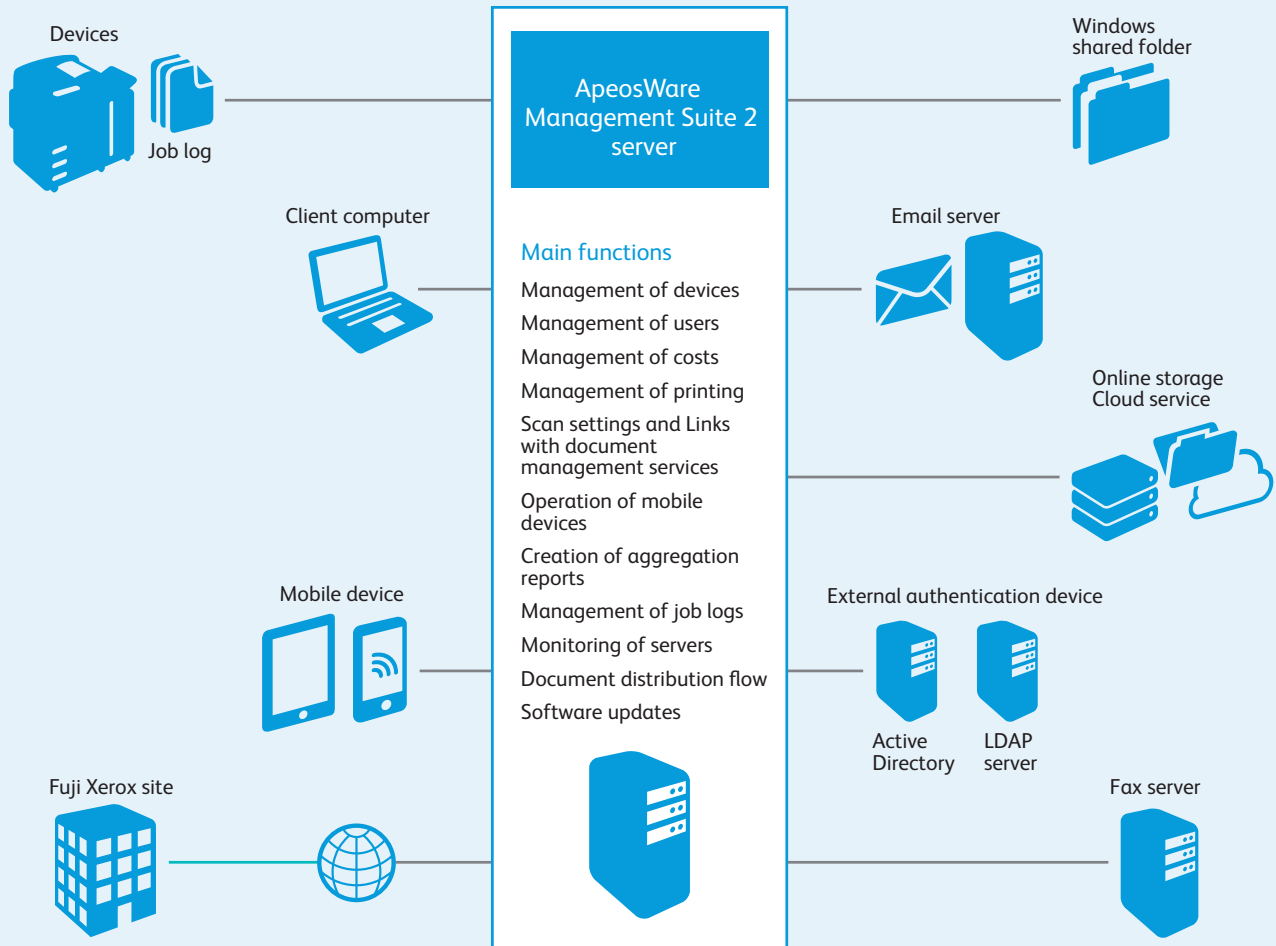 Devices
Job log
Client computer
Mobile device
Fuji Xerox site
ApeosWare
Management Suite 2
server
Main functions
Management of devices
Management of users
Management of costs
Management of printing
Scan settings and Links
with document
management services
Operation of mobile
devices
Creation of aggregation
reports
Management of job logs
Monitoring of servers
Document distribution flow
Software updates
Windows
shared folder
Email server
Online storage
Cloud service
External authentication device
Active
Directory
LDAP
server
Fax server